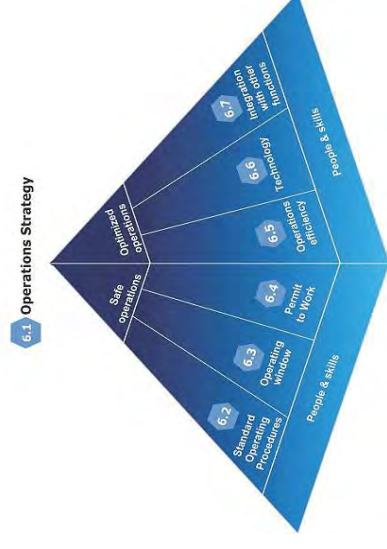 6.1 Operations Strategy
Safe
operations
Optimized
operations
6.2
Standard
Operating
Procedures
6.3
Operating
window
6.4
Permit
to Work
6.5
Operations
efficiency
6.6
Technology
6.7
Integration
with other
functions
People & skills
People & skills